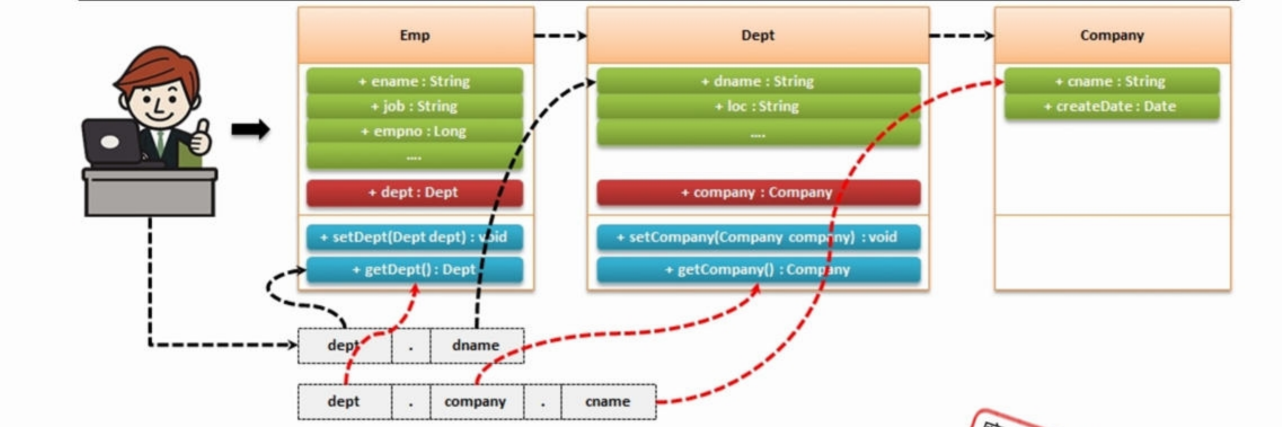 Emp
+ ename : String
+ job : String
+ empno : Long
....
+ dept : Dept
+ setDept(Dept dept) : void
+ getDept() : Dept
Dept
+ dname : String
+ loc : String
....
+ company : Company
+ setCompany(Company company) : void
+ getCompany() : Company
Company
+ cname : String
+ createDate : Date
dept . dname
dept . company . cname